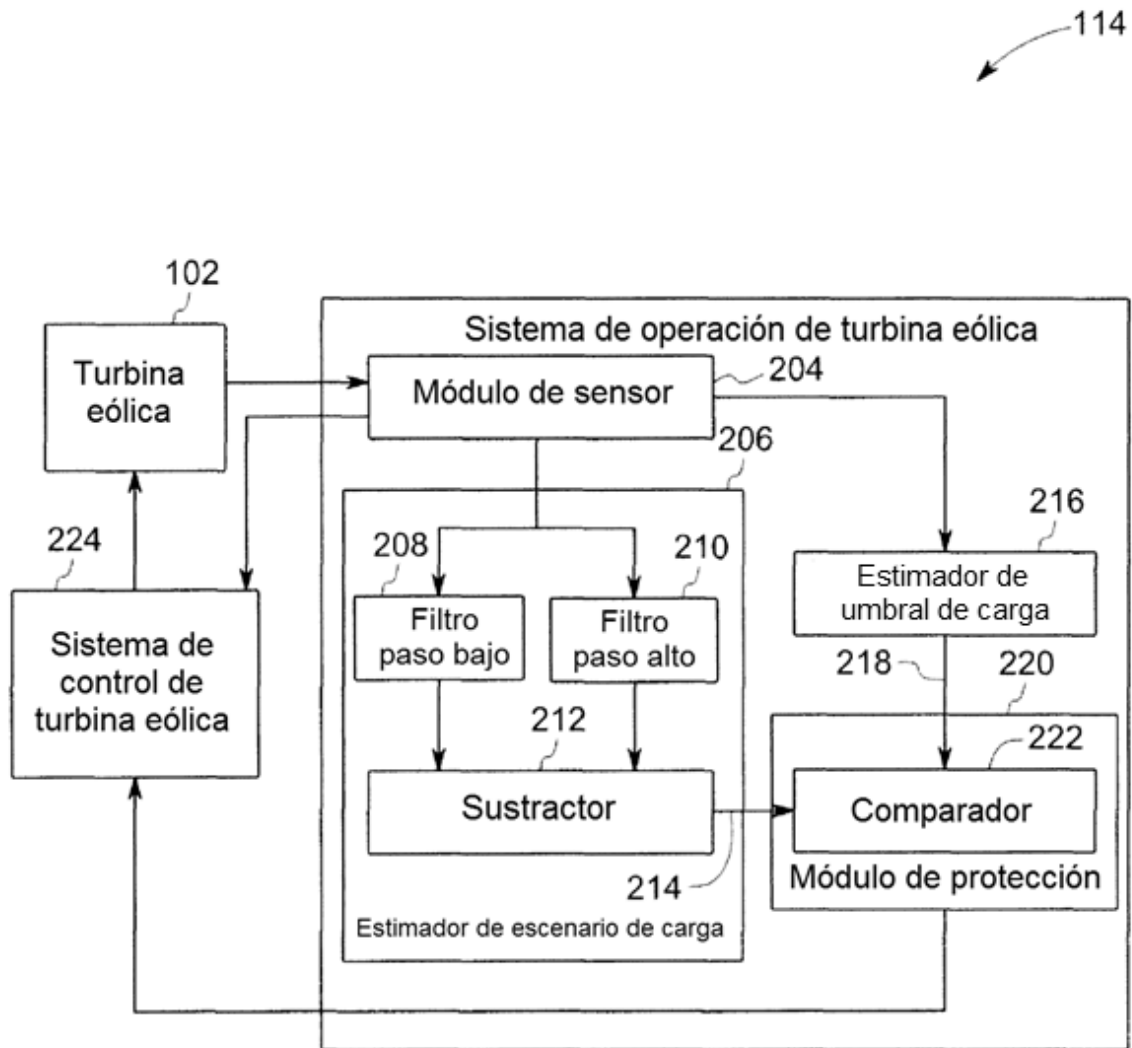 114
102
Turbina
eólica
Sistema de operación de turbina eólica
Módulo de sensor
204
206
224
Sistema de
control de
turbina eólica
208
210
Filtro
paso bajo
Filtro
paso alto
216
Estimador de
umbral de carga
218
220
212
222
Sustractor
Comparador
214
Módulo de protección
Estimador de escenario de carga